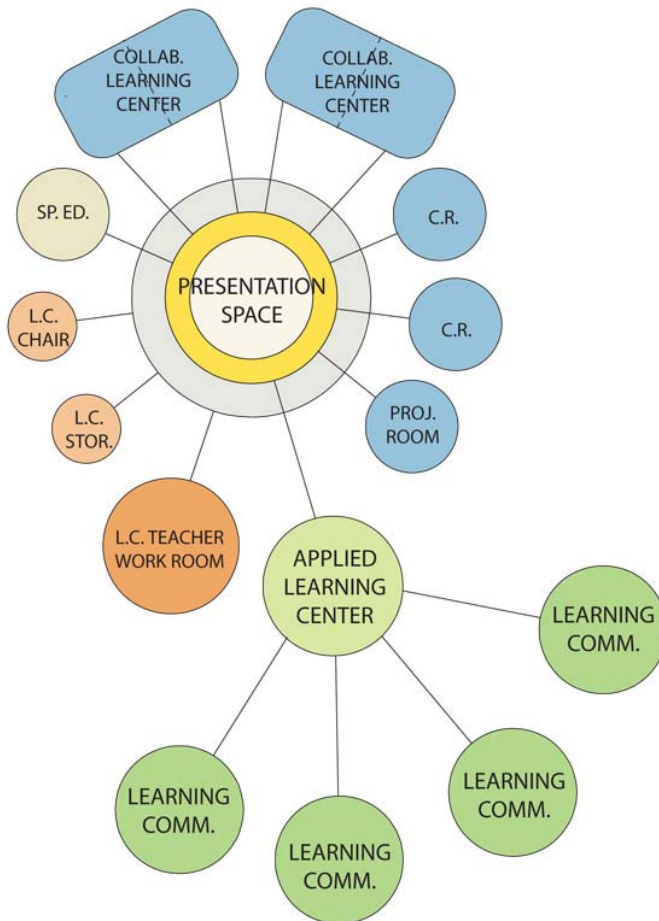 COLLAB.
LEARNING
CENTER
COLLAB.
LEARNING
CENTER
SP. ED.
C.R.
PRESENTATION
SPACE
L.C.
CHAIR
C.R.
L.C.
STOR.
PROJ.
ROOM
L.C. TEACHER
WORK ROOM
APPLIED
LEARNING
CENTER
LEARNING
COMM.
LEARNING
COMM.
LEARNING
COMM.
LEARNING
COMM.